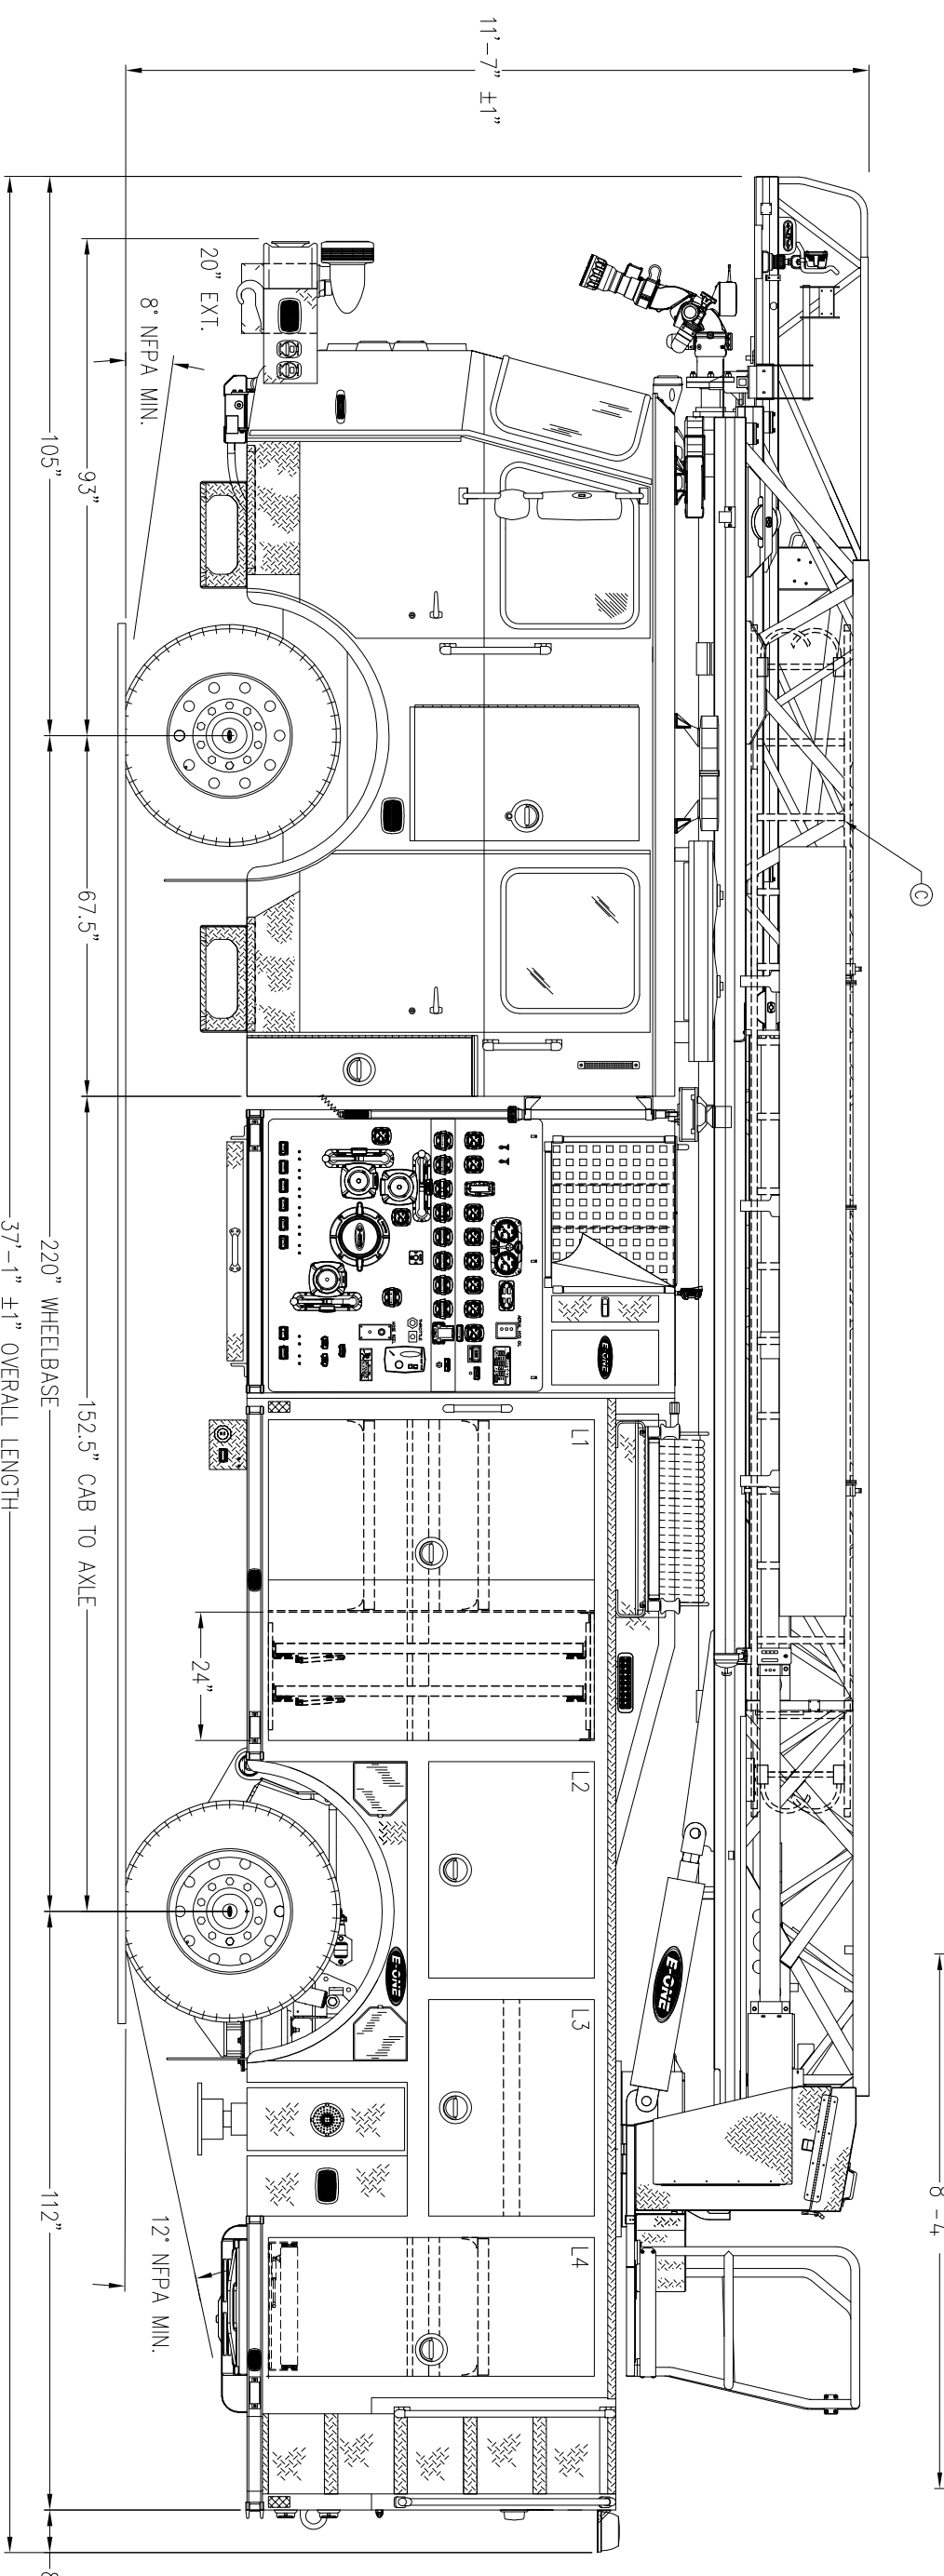 11'-7" ±1"
C
20" EXT.
8° NFPA MIN.
93"
105"
67.5"
152.5" CAB TO AXLE
220" WHEELBASE
37'-1" ±1" OVERALL LENGTH
L1
24"
L2
L3
L4
E-ONE
E-ONE
E-ONE
E-ONE
12° NFPA MIN.
112"
8
8 - 4